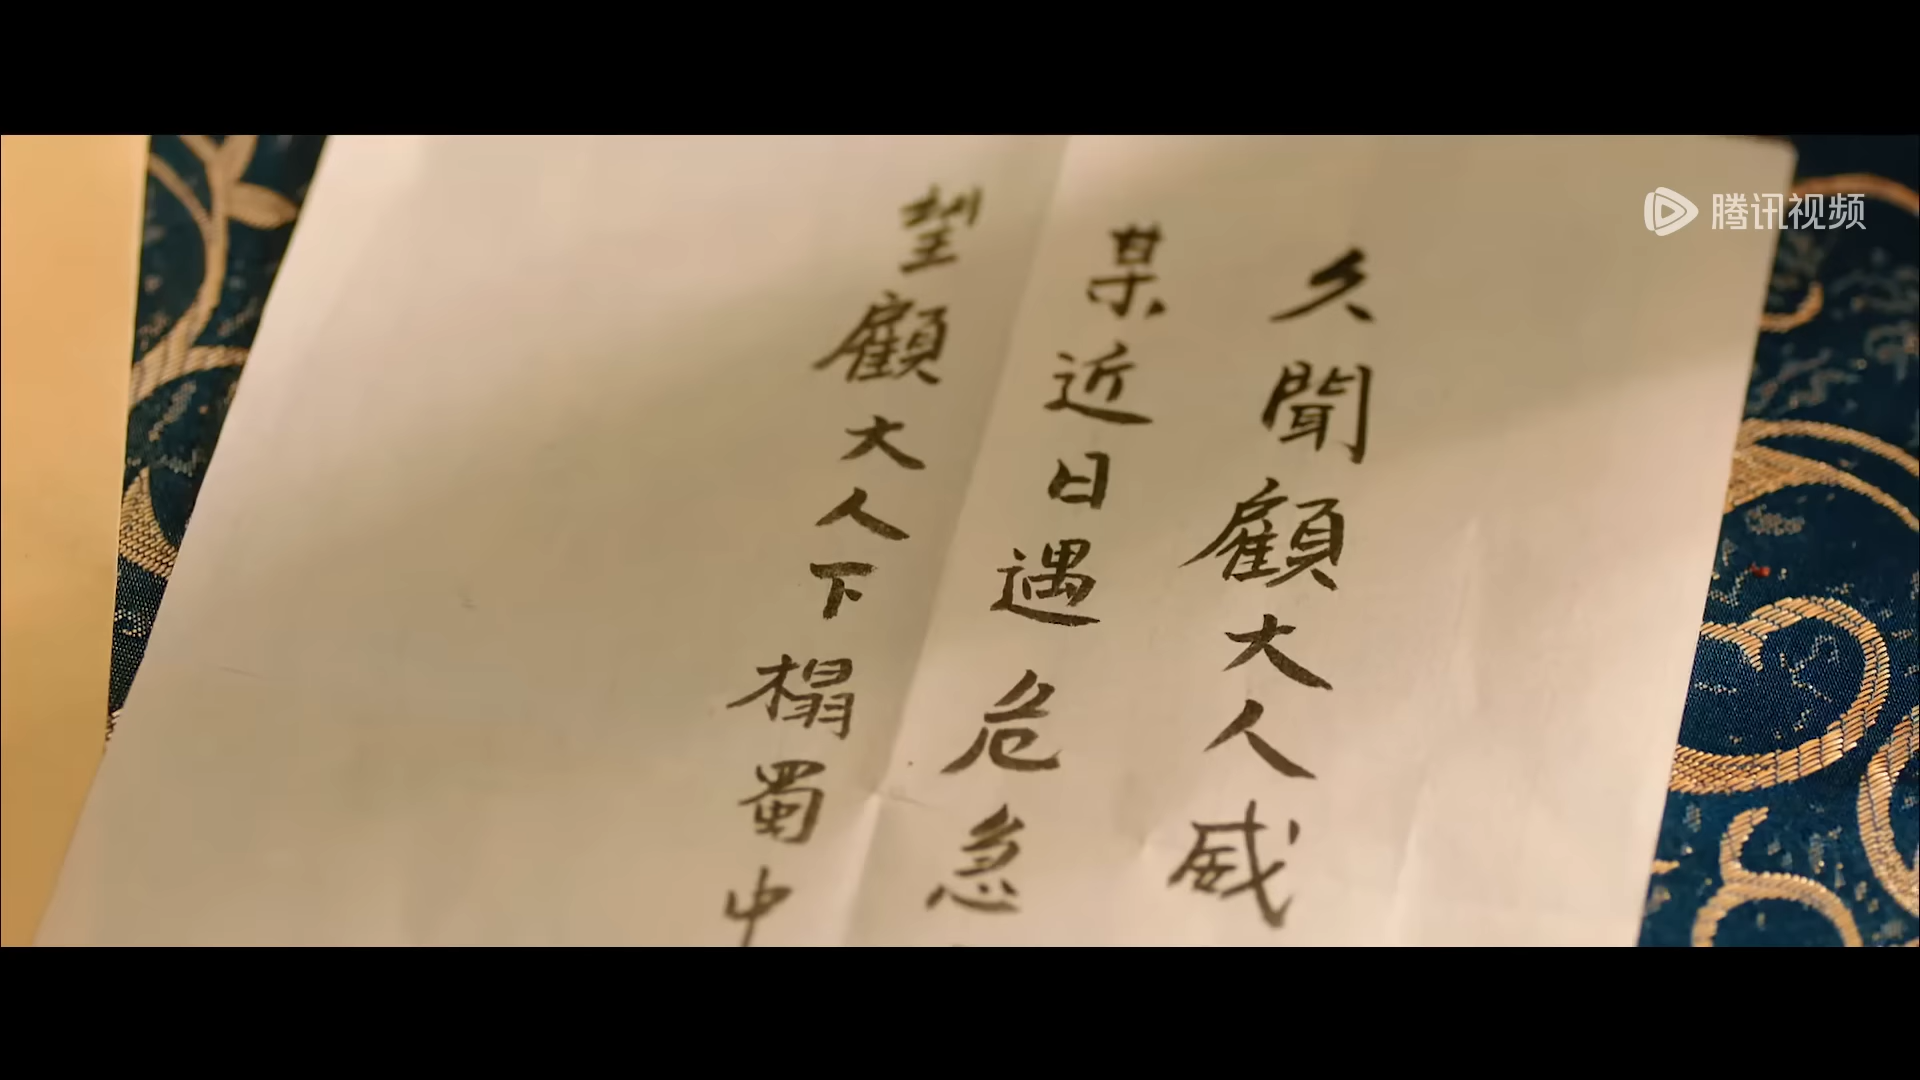 久聞顧大人威
某近日遇危急
望顧大人下榻蜀中
腾讯视频